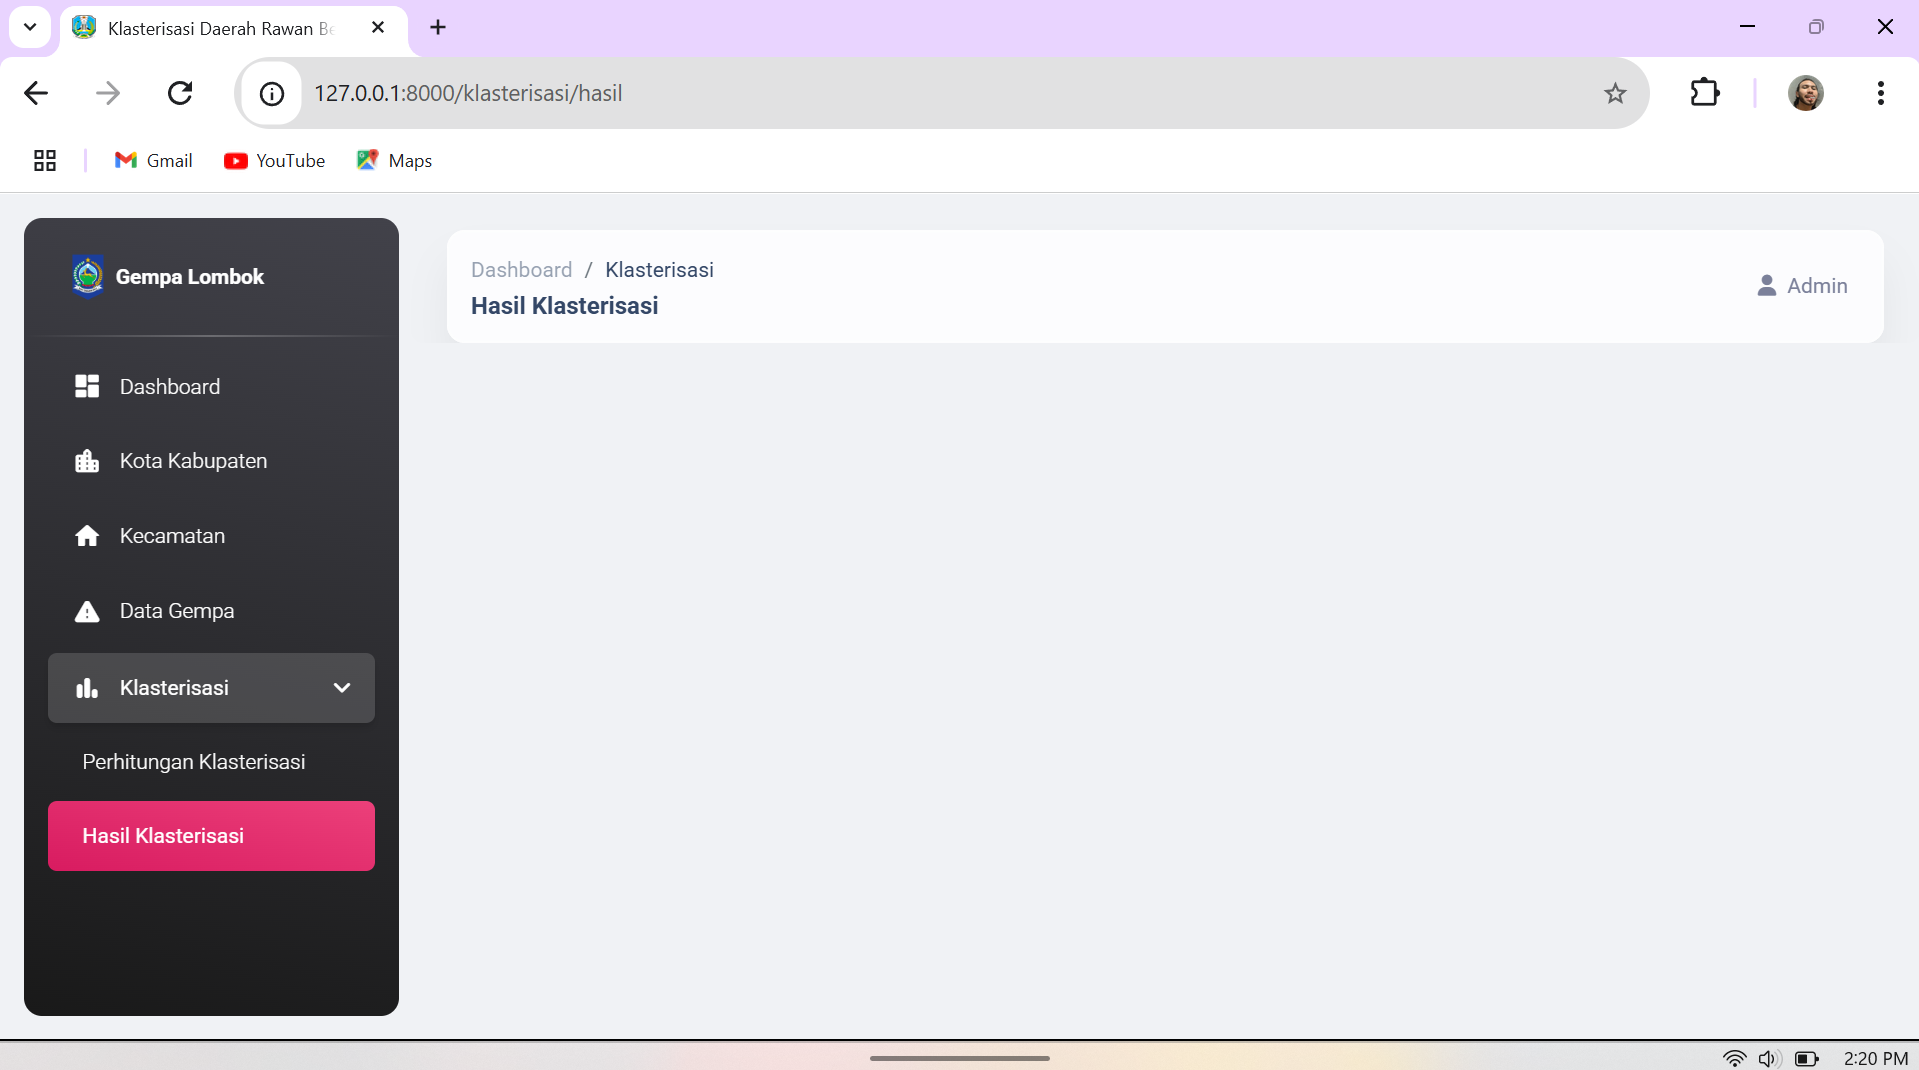 Klasterisasi Daerah Rawan Be
127.0.0.1:8000/klasterisasi/hasil
Gmail
YouTube
Maps
Gempa Lombok
Dashboard
Kota Kabupaten
Kecamatan
Data Gempa
Klasterisasi
Perhitungan Klasterisasi
Hasil Klasterisasi
Dashboard / Klasterisasi
Hasil Klasterisasi
Admin
2:20 PM